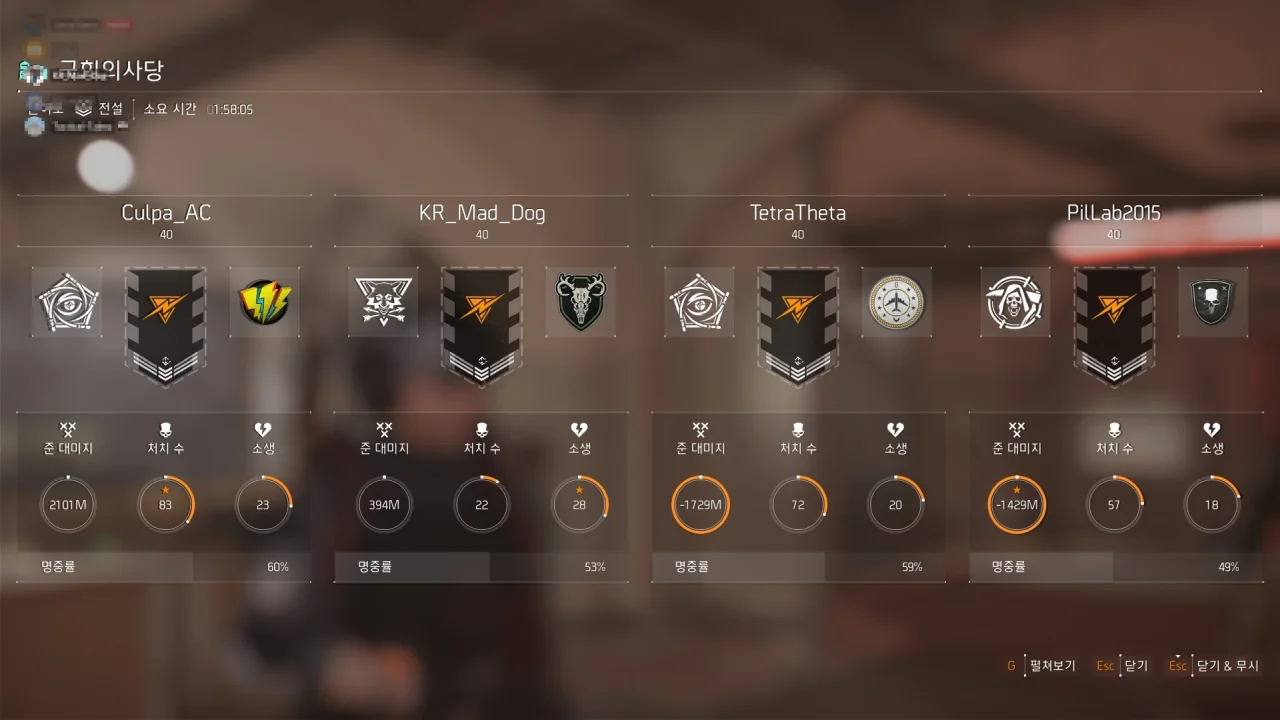 국회의사당
전설 소요 시간 01:58:05
Culpa_AC
40
KR_Mad_Dog
40
TetraTheta
40
PilLab2015
40
준 대미지 처치 수 소생
2101M 83 23
준 대미지 처치 수 소생
394M 22 28
준 대미지 처치 수 소생
-1729M 72 20
준 대미지 처치 수 소생
-1429M 57 18
명중률 60%
명중률 53%
명중률 59%
명중률 49%
G 펼쳐보기 Esc 닫기 Esc 닫기 & 무시